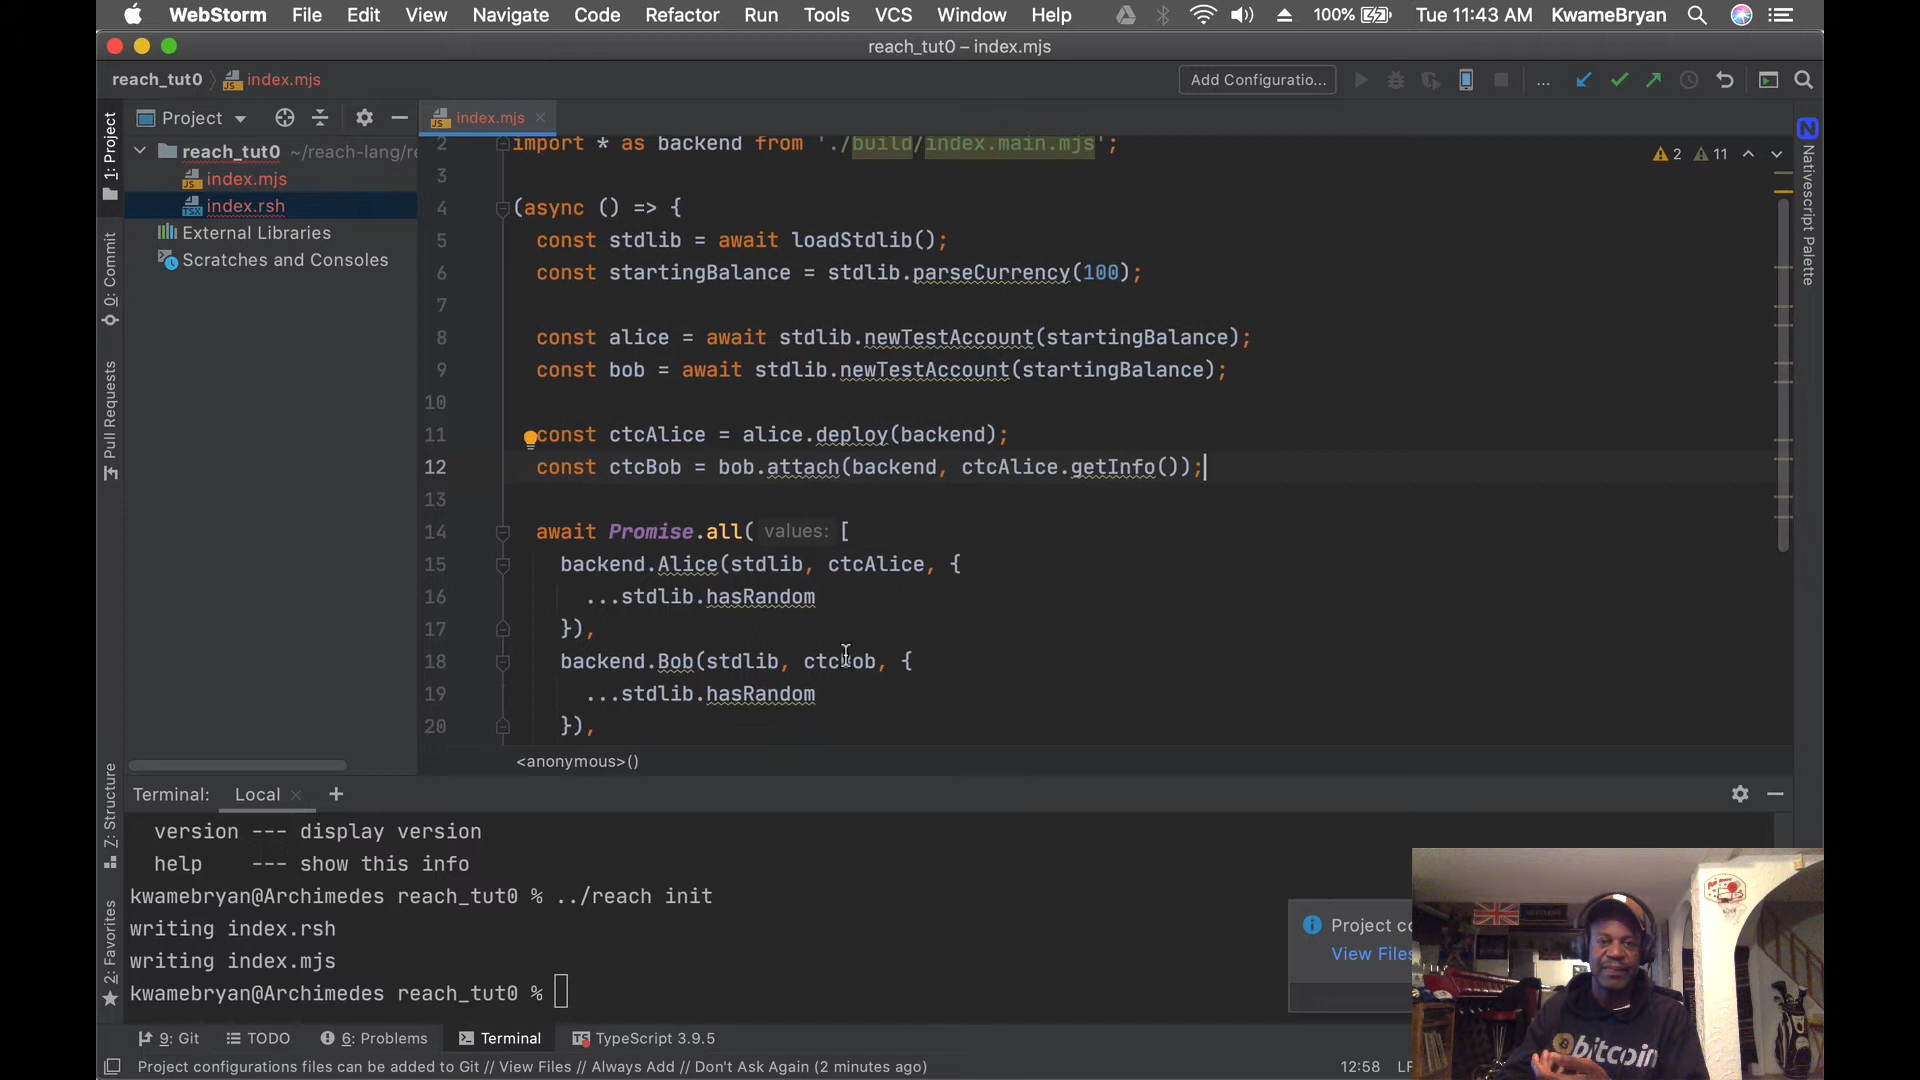 WebStorm File Edit View Navigate Code Refactor Run Tools VCS Window Help 100% Tue 11:43 AM KwameBryan
reach_tut0 – index.mjs
reach_tut0 index.mjs Add Configuratio... ...
Project index.mjs
reach_tut0 ~/reach-lang/re
index.mjs
index.rsh
External Libraries
Scratches and Consoles
1: Project
0: Commit
Pull Requests
7: Structure
2: Favorites
2 import * as backend from './build/index.main.mjs';
2 11
3
4 (async () => {
5 const stdlib = await loadStdlib();
6 const startingBalance = stdlib.parseCurrency(100);
7
8 const alice = await stdlib.newTestAccount(startingBalance);
9 const bob = await stdlib.newTestAccount(startingBalance);
10
11 const ctcAlice = alice.deploy(backend);
12 const ctcBob = bob.attach(backend, ctcAlice.getInfo());
13
14 await Promise.all( values: [
15 backend.Alice(stdlib, ctcAlice, {
16 ...stdlib.hasRandom
17 }),
18 backend.Bob(stdlib, ctcBob, {
19 ...stdlib.hasRandom
20 }),
<anonymous>()
Nativescript Palette
Terminal: Local
version --- display version
help --- show this info
kwamebryan@Archimedes reach_tut0 % ../reach init
writing index.rsh
writing index.mjs
kwamebryan@Archimedes reach_tut0 %
Project co
View Files
bitcoin
9: Git TODO 6: Problems Terminal TypeScript 3.9.5
Project configurations files can be added to Git // View Files // Always Add // Don't Ask Again (2 minutes ago) 12:58 LF